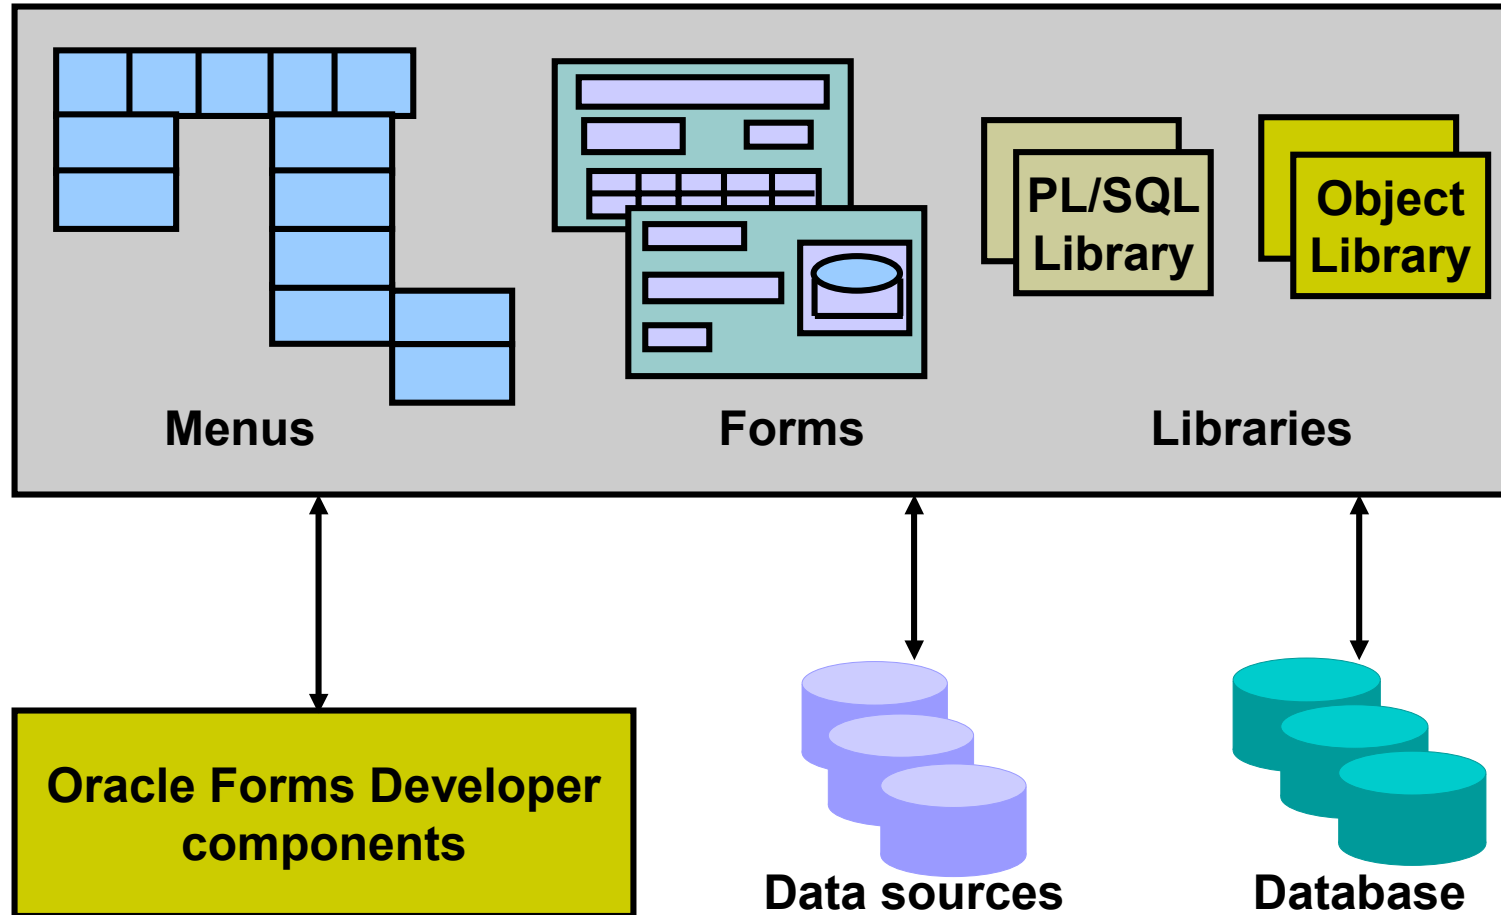 PL/SQL
Library
Object
Library
Menus
Forms
Libraries
Oracle Forms Developer
components
Data sources
Database